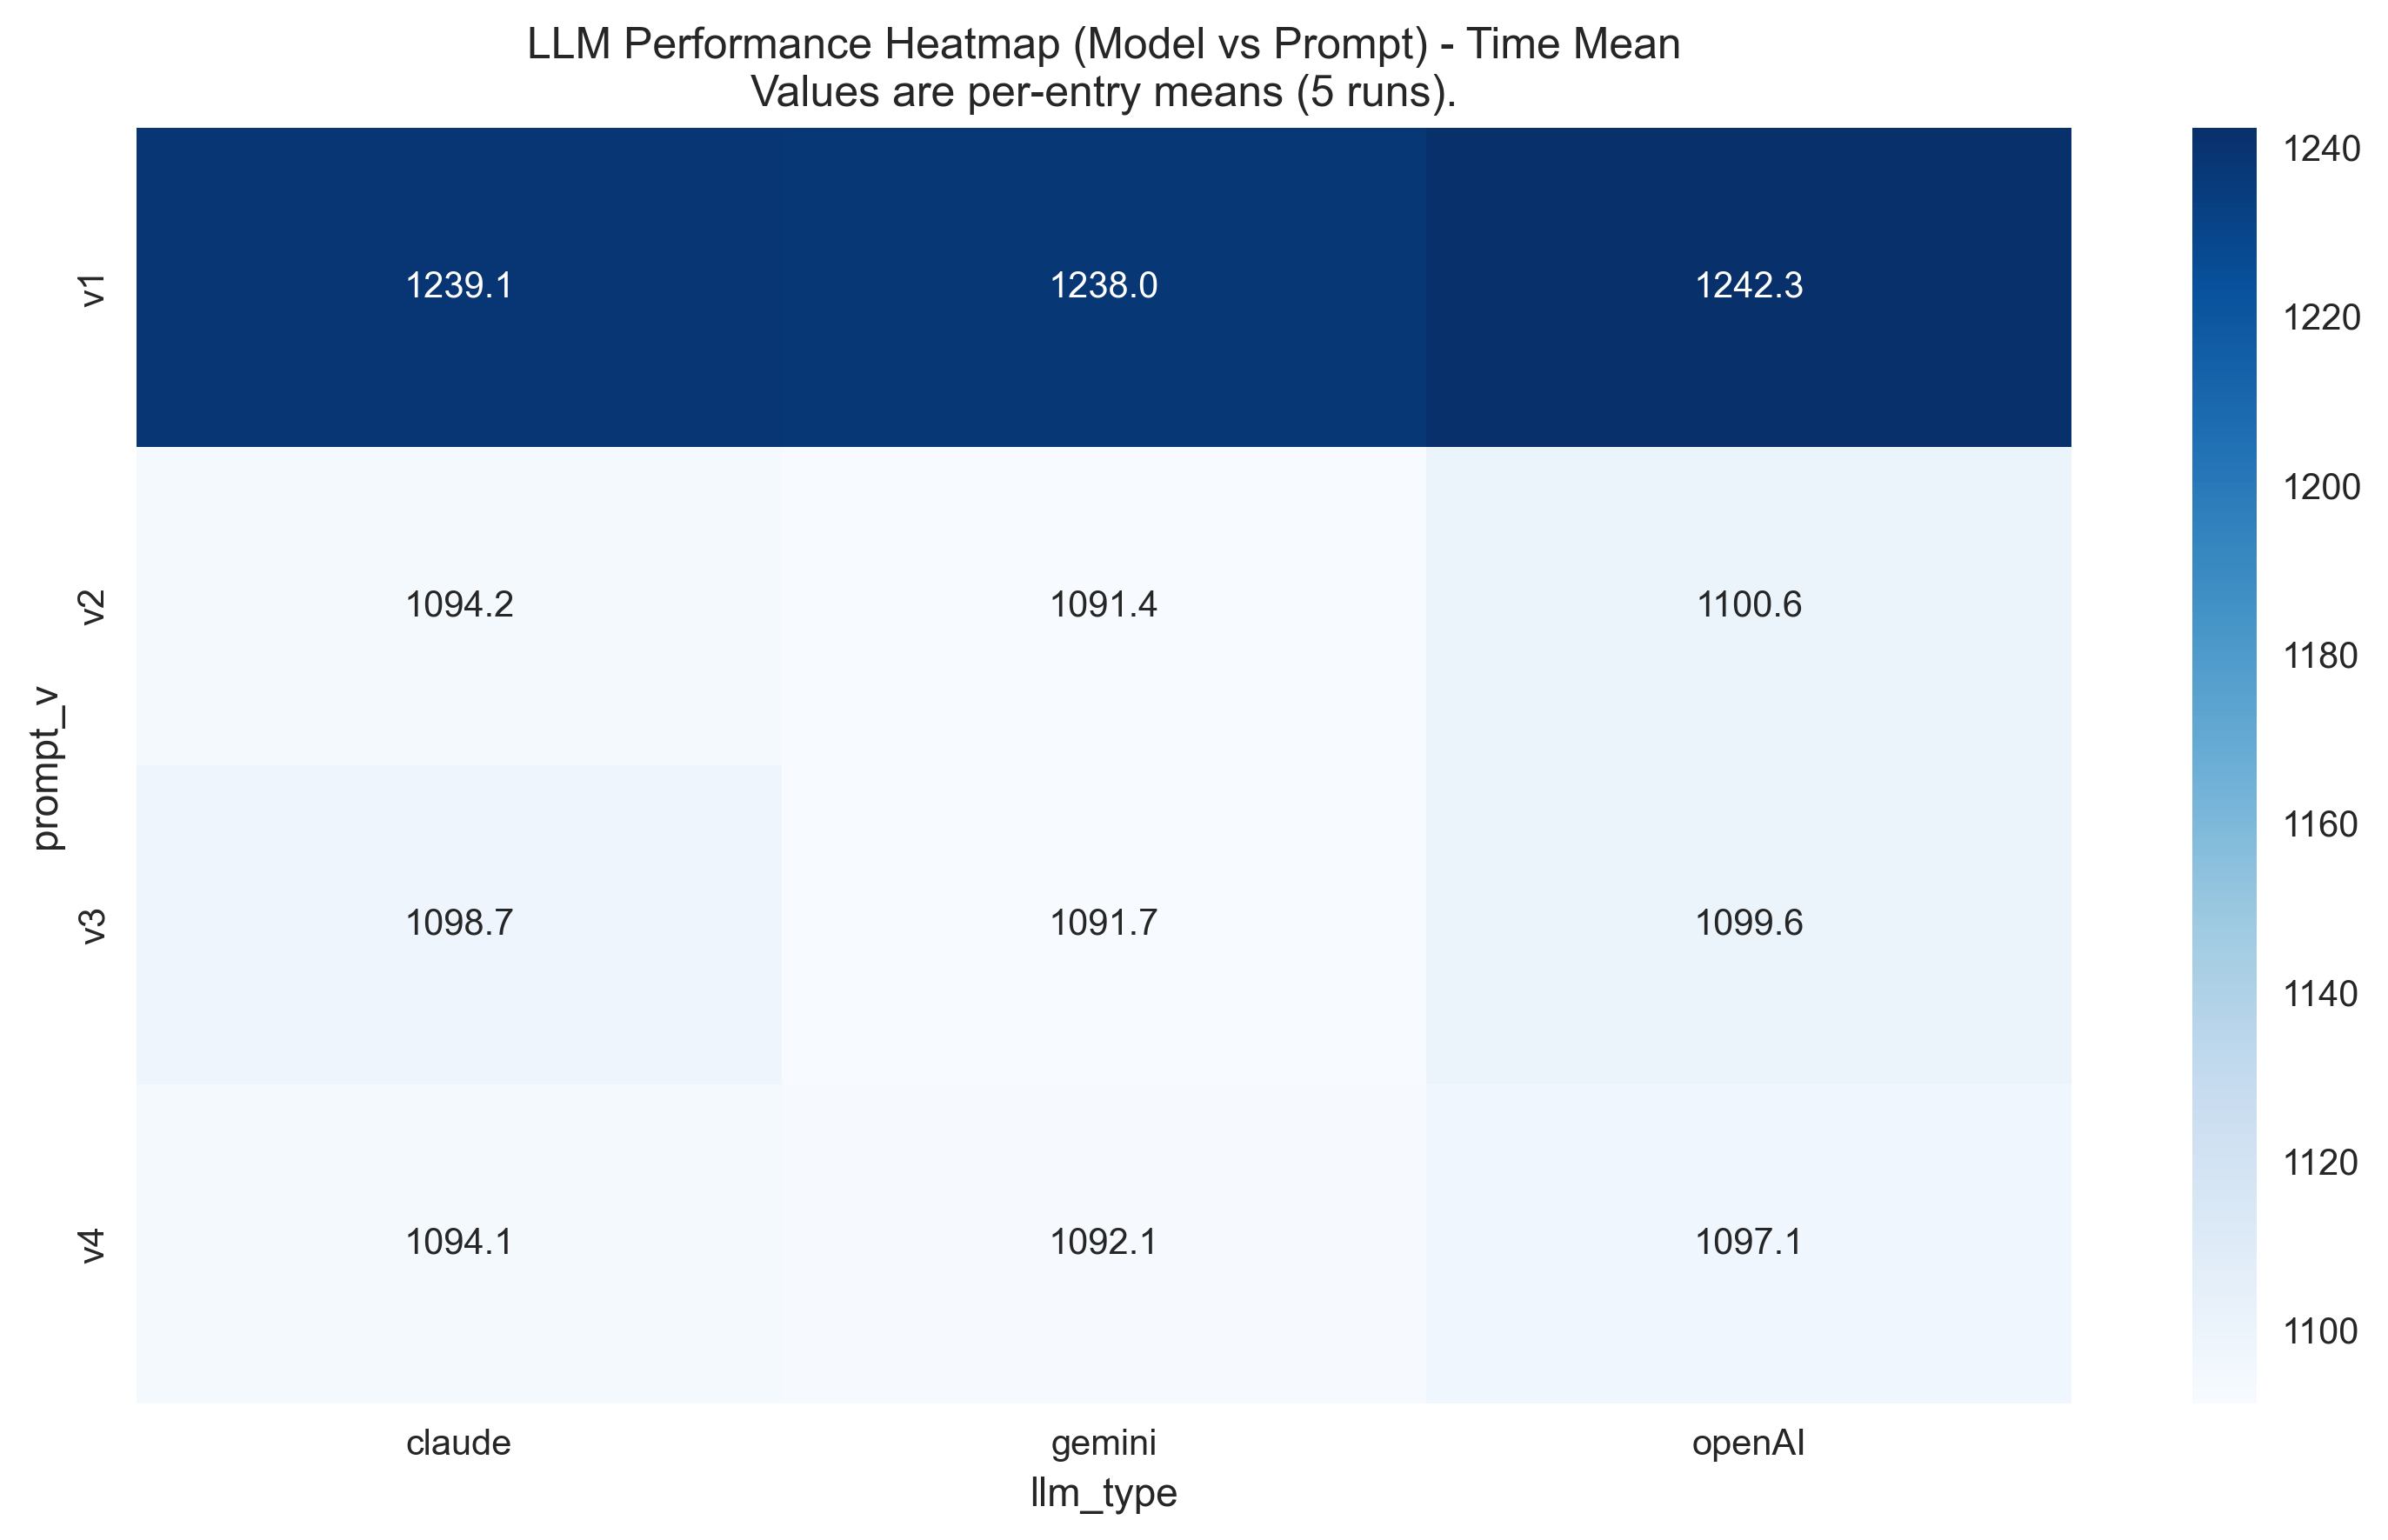 LLM Performance Heatmap (Model vs Prompt) - Time Mean
Values are per-entry means (5 runs).
prompt_v
v1
1239.1
1238.0
1242.3
v2
1094.2
1091.4
1100.6
v3
1098.7
1091.7
1099.6
v4
1094.1
1092.1
1097.1
claude
gemini
openAI
llm_type
1240
1220
1200
1180
1160
1140
1120
1100